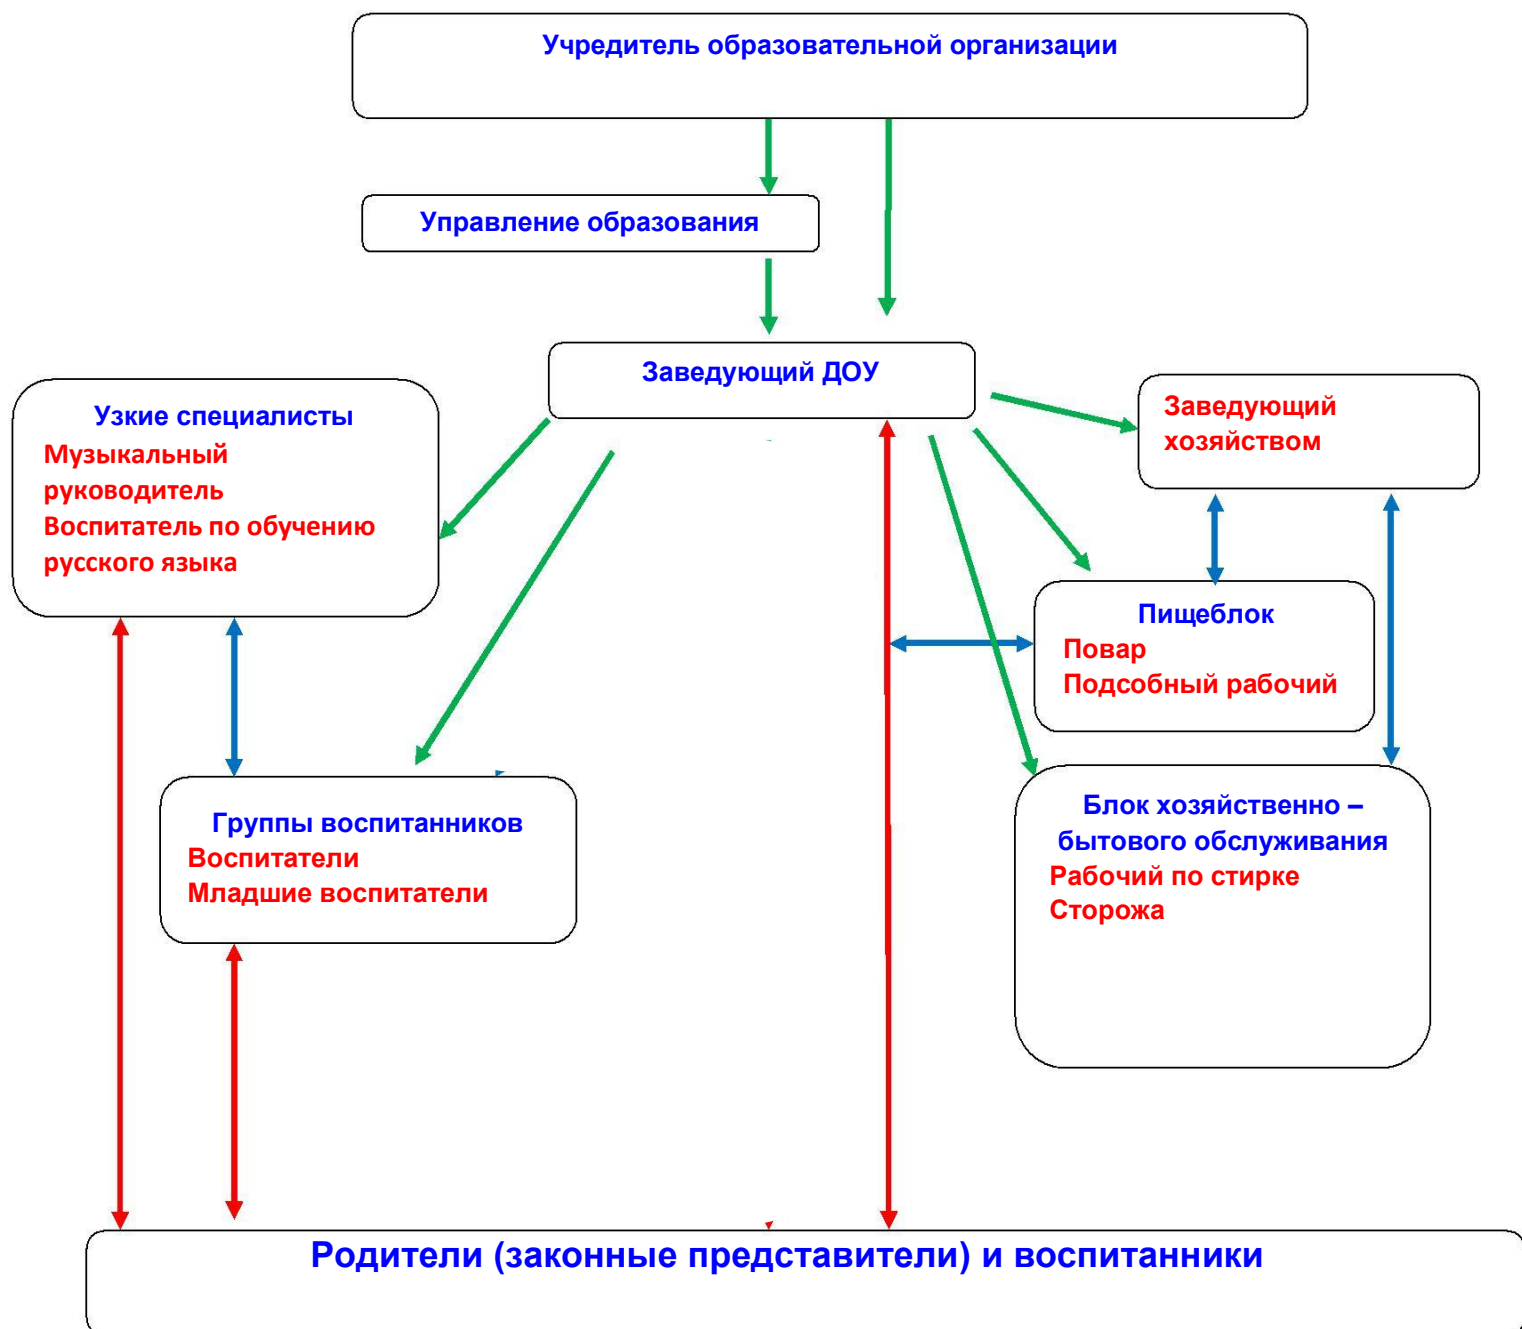 Учредитель образовательной организации
Управление образования
Заведующий ДОУ
Узкие специалисты
Музыкальный
руководитель
Воспитатель по обучению
русского языка
Заведующий
хозяйством
Пищеблок
Повар
Подсобный рабочий
Группы воспитанников
Воспитатели
Младшие воспитатели
Блок хозяйственно –
бытового обслуживания
Рабочий по стирке
Сторожа
Родители (законные представители) и воспитанники